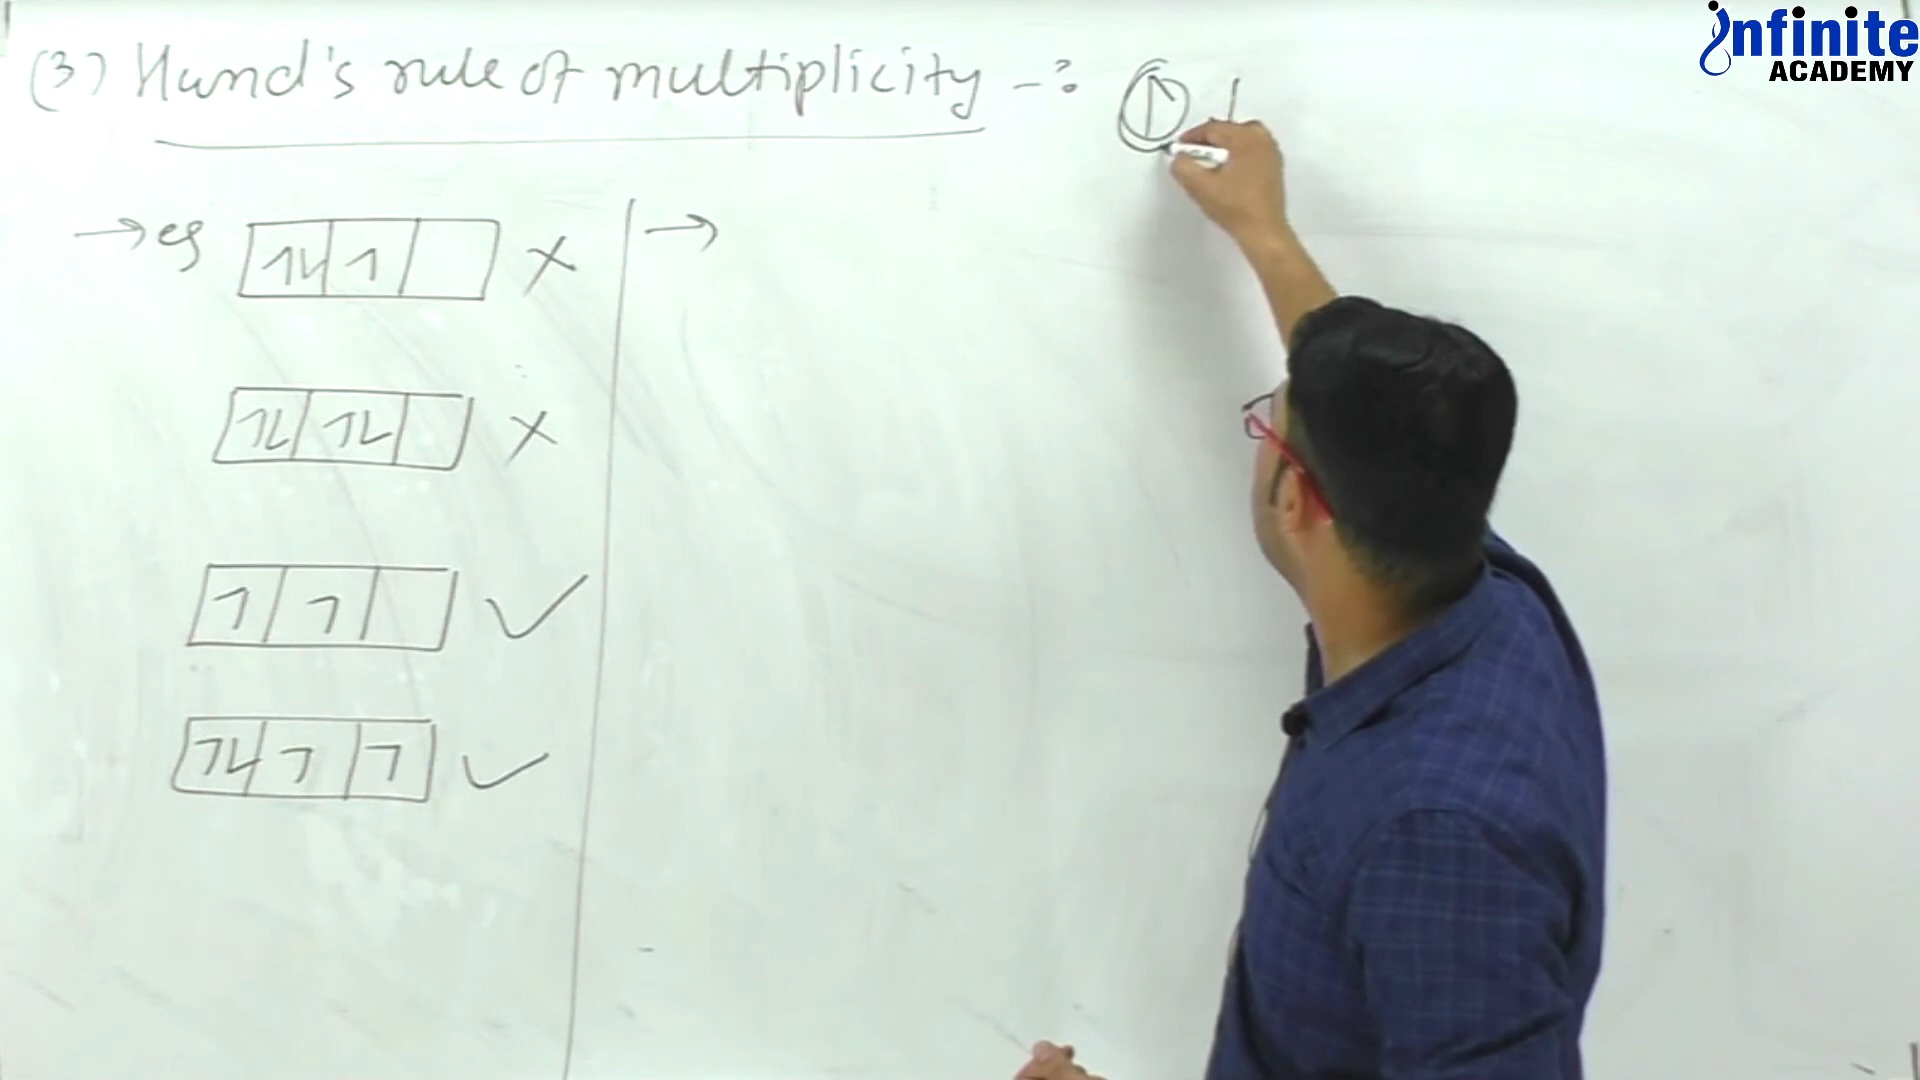 infinite
ACADEMY
(3) Hund's rule of multiplicity -:
→ eg